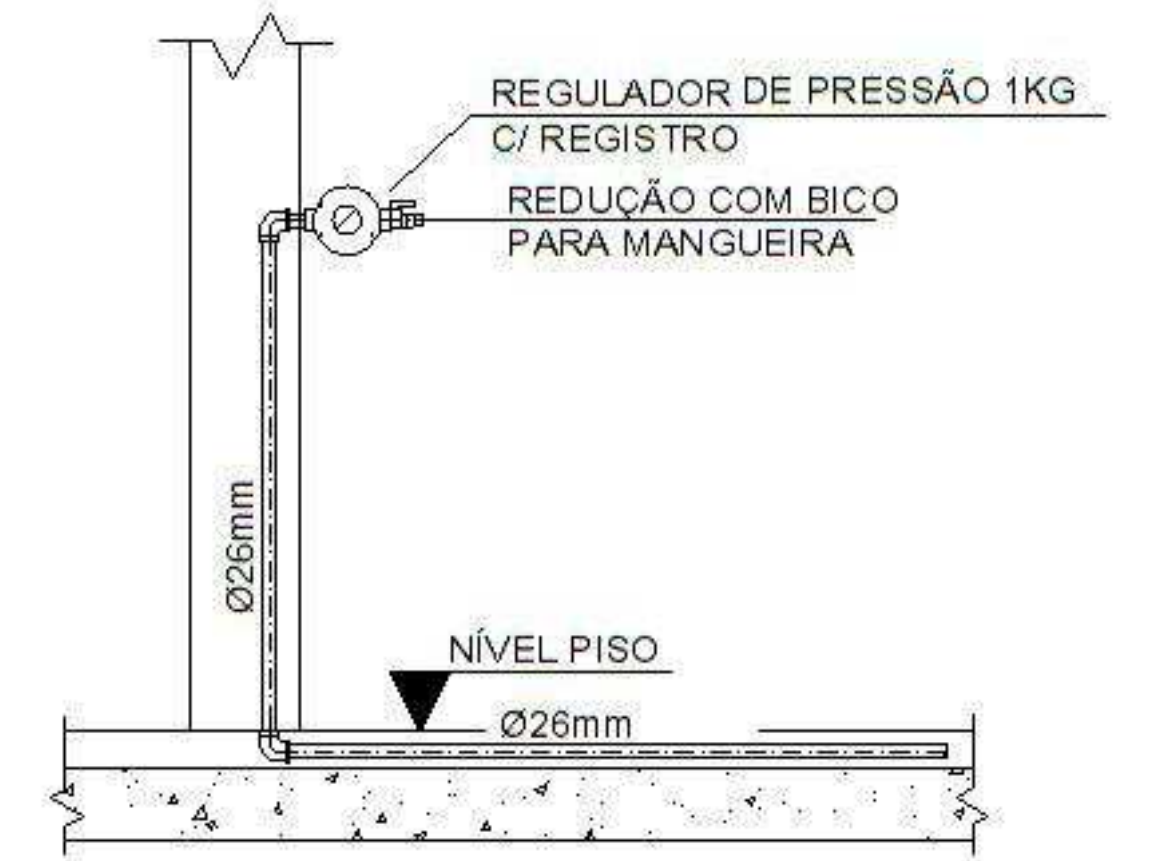 REGULADOR DE PRESSÃO 1KG
C/ REGISTRO
REDUÇÃO COM BICO
PARA MANGUEIRA
Ø26mm
NÍVEL PISO
Ø26mm